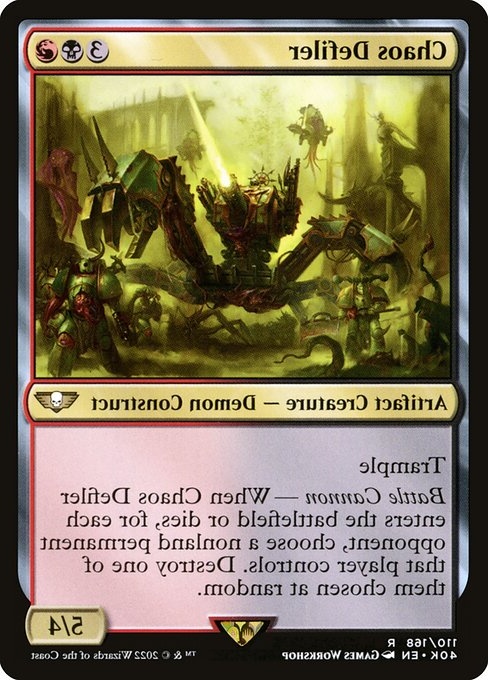 Chaos Defiler 3
Artifact Creature — Demon Construct
Trample
Battle Cannon — When Chaos Defiler
enters the battlefield or dies, for each
opponent, choose a nonland permanent
that player controls. Destroy one of
them chosen at random.
5/4
110/168 R
40K • EN GAMES WORKSHOP
™ & © 2022 Wizards of the Coast